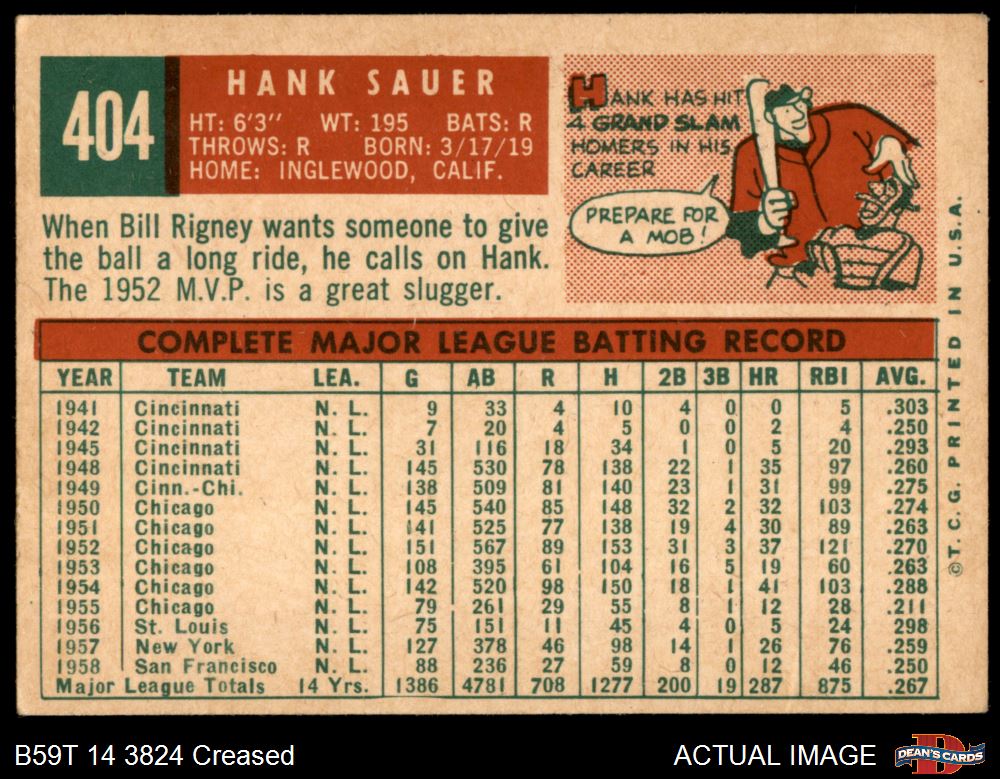 404
HANK SAUER
HT: 6'3" WT: 195 BATS: R
THROWS: R BORN: 3/17/19
HOME: INGLEWOOD, CALIF.
HANK HAS HIT
4 GRAND SLAM
HOMERS IN HIS
CAREER
PREPARE FOR
A MOB!
When Bill Rigney wants someone to give
the ball a long ride, he calls on Hank.
The 1952 M.V.P. is a great slugger.
COMPLETE MAJOR LEAGUE BATTING RECORD
YEAR TEAM LEA. G AB R H 2B 3B HR RBI AVG.
1941 Cincinnati N. L. 9 33 4 10 4 0 0 5 .303
1942 Cincinnati N. L. 7 20 4 5 0 0 2 4 .250
1945 Cincinnati N. L. 31 116 18 34 1 0 5 20 .293
1948 Cincinnati N. L. 145 530 78 138 22 1 35 97 .260
1949 Cinn.-Chi. N. L. 138 509 81 140 23 1 31 99 .275
1950 Chicago N. L. 145 540 85 148 32 2 32 103 .274
1951 Chicago N. L. 141 525 77 138 19 4 30 89 .263
1952 Chicago N. L. 151 567 89 153 31 3 37 121 .270
1953 Chicago N. L. 108 395 61 104 16 5 19 60 .263
1954 Chicago N. L. 142 520 98 150 18 1 41 103 .288
1955 Chicago N. L. 79 261 29 55 8 1 12 28 .211
1956 St. Louis N. L. 75 151 11 45 4 0 5 24 .298
1957 New York N. L. 127 378 46 98 14 1 26 76 .259
1958 San Francisco N. L. 88 236 27 59 8 0 12 46 .250
Major League Totals 14 Yrs. 1386 4781 708 1277 200 19 287 875 .267
©T. C. G. PRINTED IN U.S.A.
B59T 14 3824 Creased
ACTUAL IMAGE
DEAN'S CARDS